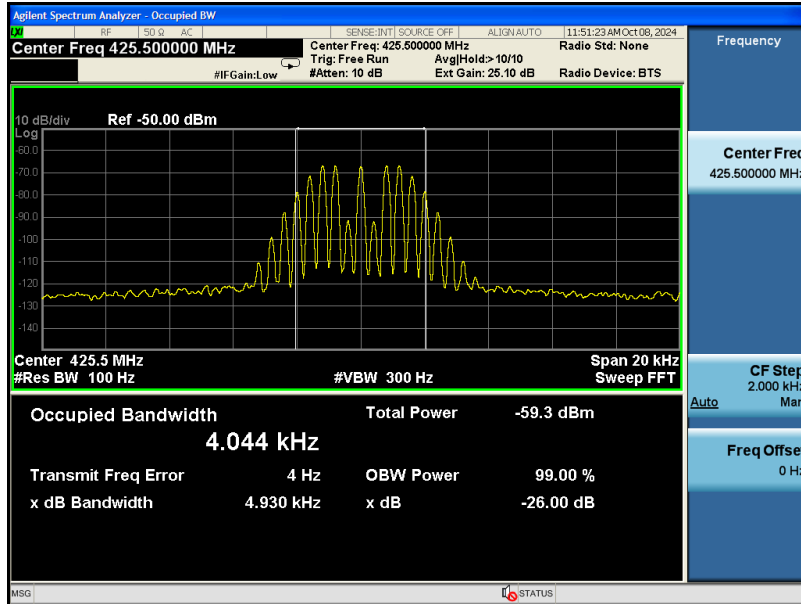 Agilent Spectrum Analyzer - Occupied BW
LXI RF 50 Ω AC SENSE:INT SOURCE OFF ALIGN AUTO 11:51:23 AM Oct 08, 2024
Center Freq 425.500000 MHz
Center Freq: 425.500000 MHz
Radio Std: None
Trig: Free Run Avg|Hold:>10/10
#IFGain:Low
#Atten: 10 dB Ext Gain: 25.10 dB
Radio Device: BTS
10 dB/div Ref -50.00 dBm
Log
-60.0
-70.0
-80.0
-90.0
-100
-110
-120
-130
-140
Center 425.5 MHz Span 20 kHz
#Res BW 100 Hz #VBW 300 Hz Sweep FFT
Occupied Bandwidth Total Power -59.3 dBm
4.044 kHz
Transmit Freq Error 4 Hz OBW Power 99.00 %
x dB Bandwidth 4.930 kHz x dB -26.00 dB
MSG STATUS
Frequency
Center Freq
425.500000 MHz
CF Step
2.000 kHz
Auto Man
Freq Offset
0 Hz